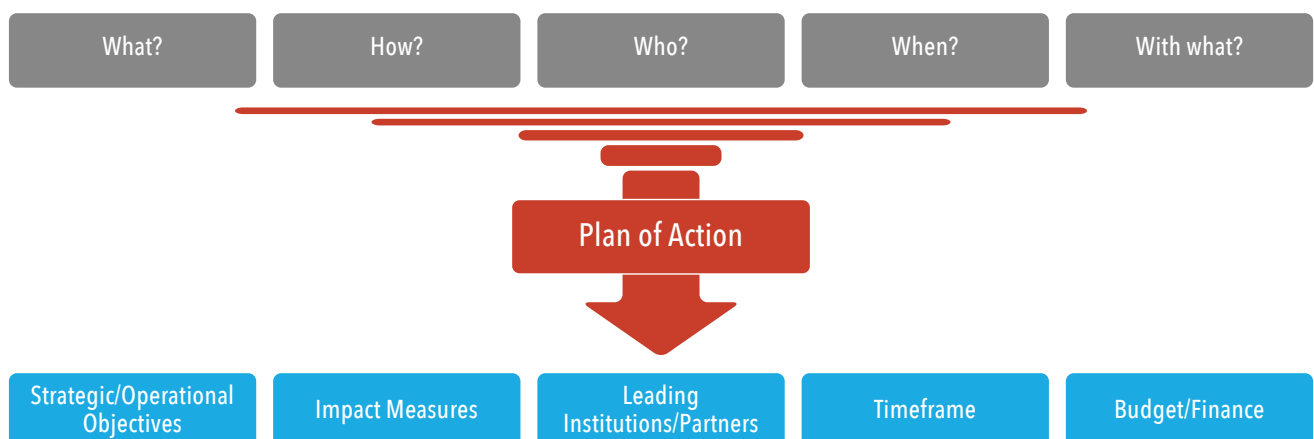 What?
How?
Who?
When?
With what?
Plan of Action
Strategic/Operational
Objectives
Impact Measures
Leading
Institutions/Partners
Timeframe
Budget/Finance